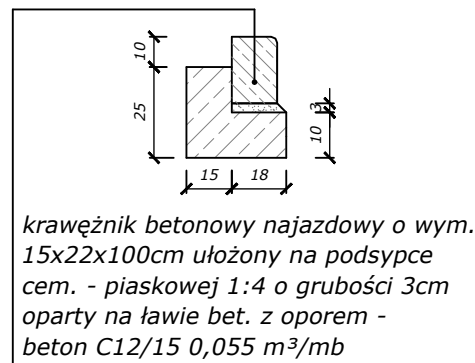 10
25
3
10
15 18
krawężnik betonowy najazdowy o wym.
15x22x100cm ułożony na podsypce
cem. - piaskowej 1:4 o grubości 3cm
oparty na ławie bet. z oporem -
beton C12/15 0,055 m³/mb